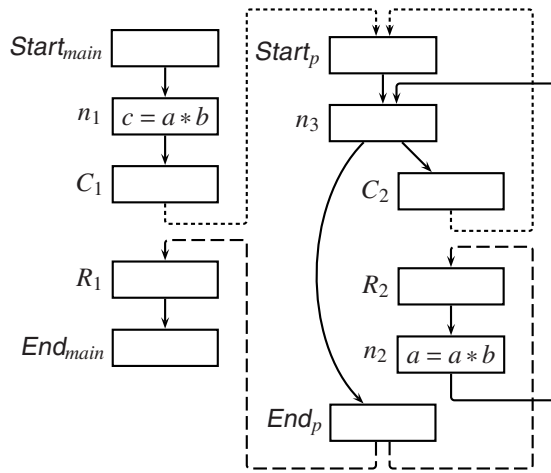 Start_main
n_1 c = a * b
C_1
R_1
End_main
Start_p
n_3
C_2
R_2
n_2 a = a * b
End_p